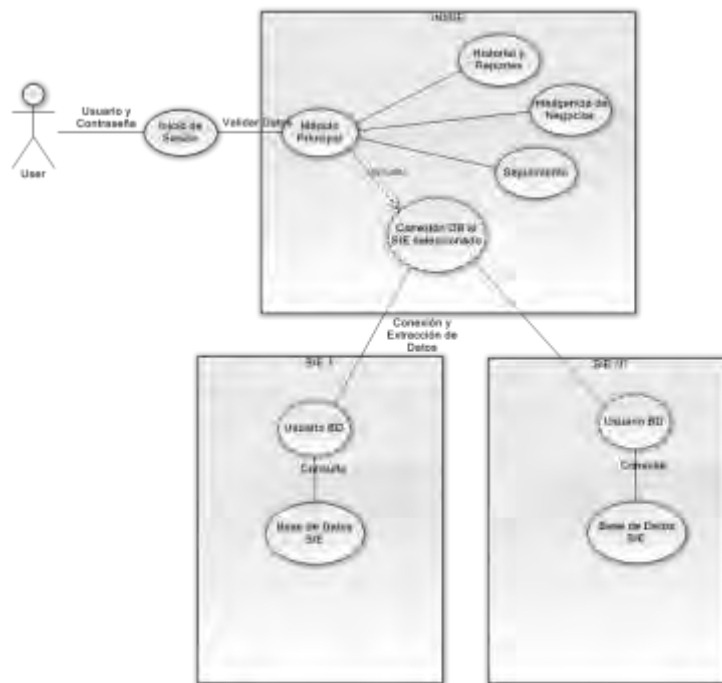 Historial y
Reportes
Inteligencia de
Negocios
Usuario y
Contraseña
Inicio de
Sesión
Validar Datos
Módulo
Principal
Seguimiento
User
Conexión DB al
SIE seleccionado
Conexión y
Extracción de
Datos
SIE
Usuario BD
Usuario BD
Consulta
Consulta
Base de Datos
SIE
Base de Datos
SIE